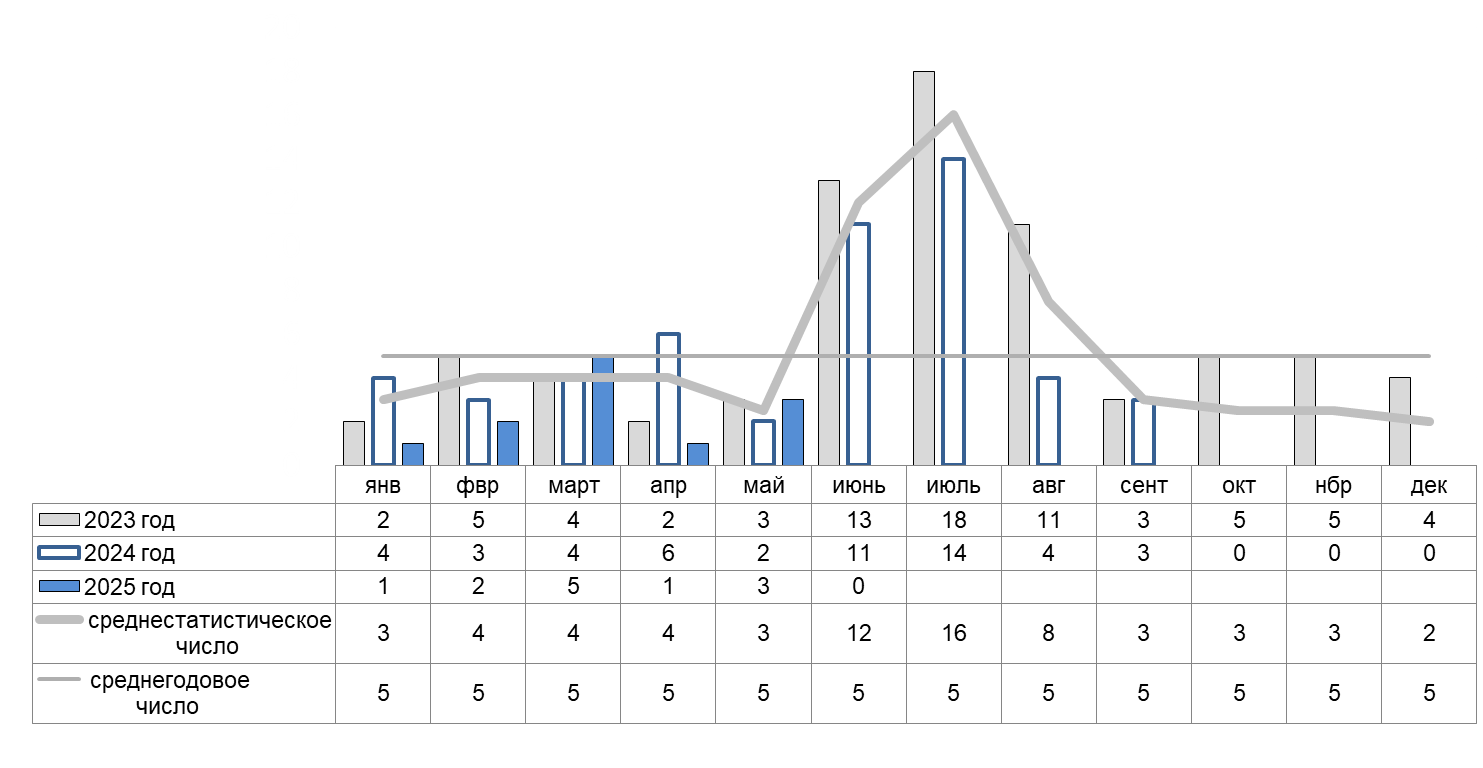 янв фвр март апр май июнь июль авг сент окт нбр дек
2023 год 2 5 4 2 3 13 18 11 3 5 5 4
2024 год 4 3 4 6 2 11 14 4 3 0 0 0
2025 год 1 2 5 1 3 0
среднестатистическое
число 3 4 4 4 3 12 16 8 3 3 3 2
среднегодовое
число 5 5 5 5 5 5 5 5 5 5 5 5